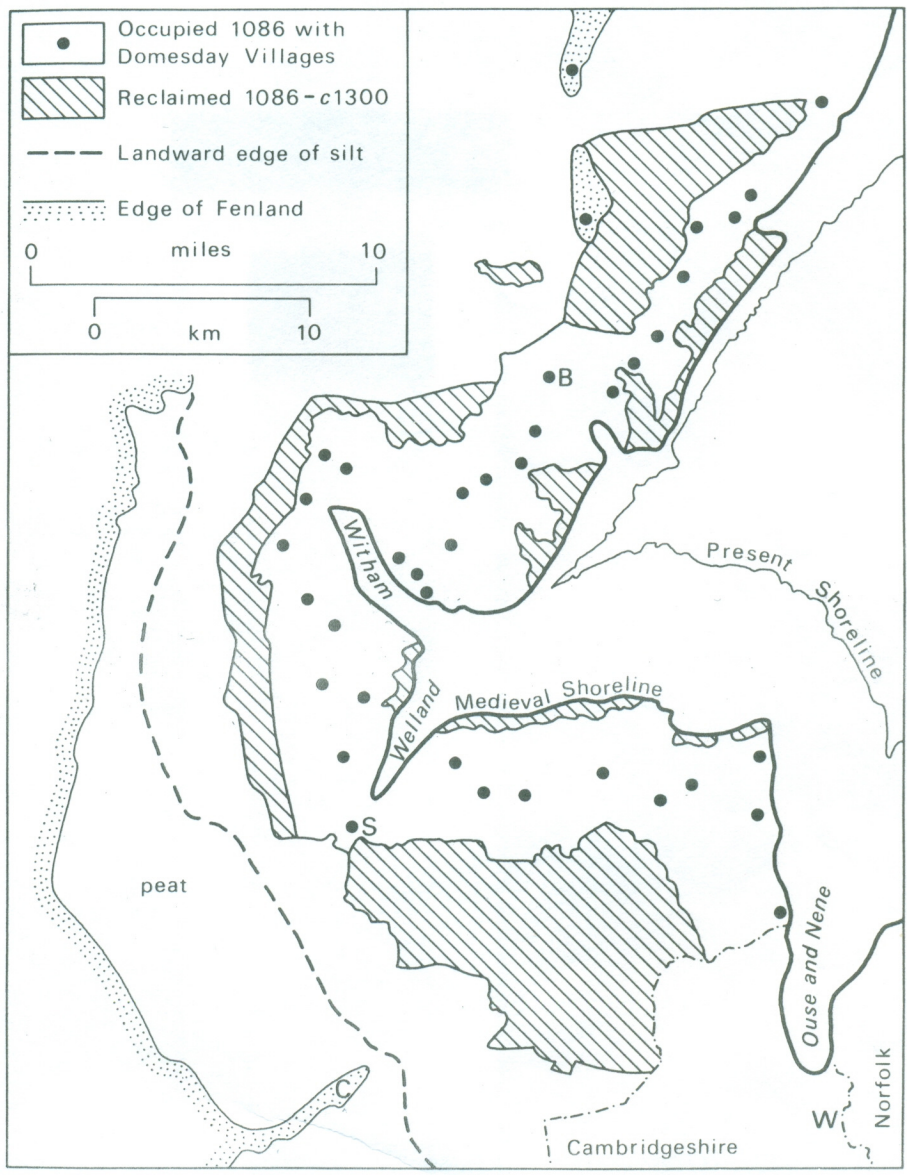 Occupied 1086 with
Domesday Villages
Reclaimed 1086-c1300
Landward edge of silt
Edge of Fenland
0 miles 10
0 km 10
B
Witham
Present Shoreline
Welland
Medieval Shoreline
S
peat
Ouse and Nene
C
W
Norfolk
Cambridgeshire